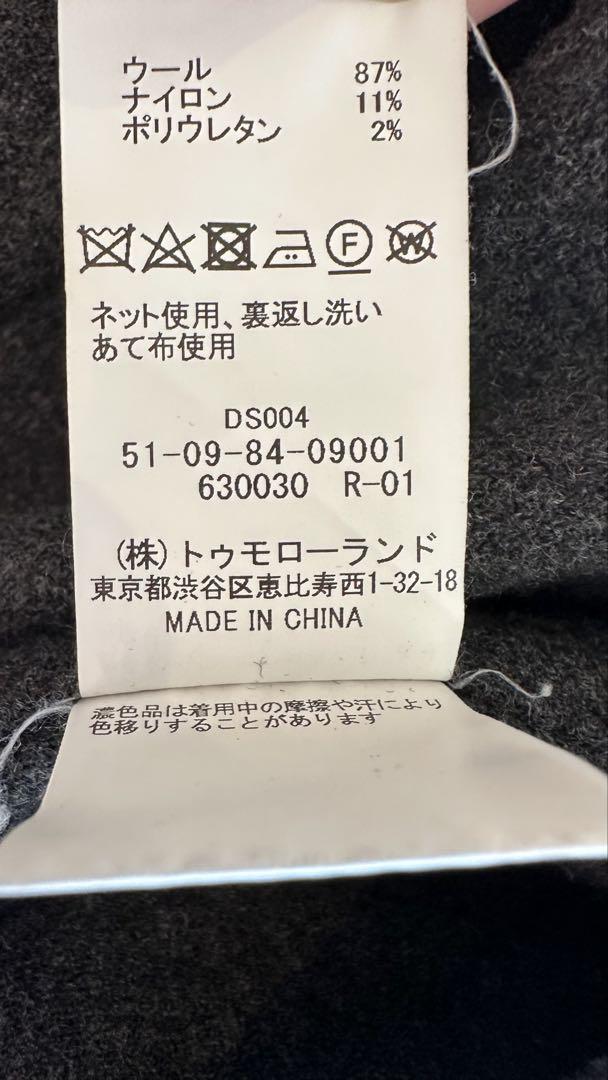 ウール 87%
ナイロン 11%
ポリウレタン 2%
F
W
ネット使用、裏返し洗い
あて布使用
DS004
51-09-84-09001
630030 R-01
(株)トゥモローランド
東京都渋谷区恵比寿西1-32-18
MADE IN CHINA
濃色品は着用中の摩擦や汗により
色移りすることがあります